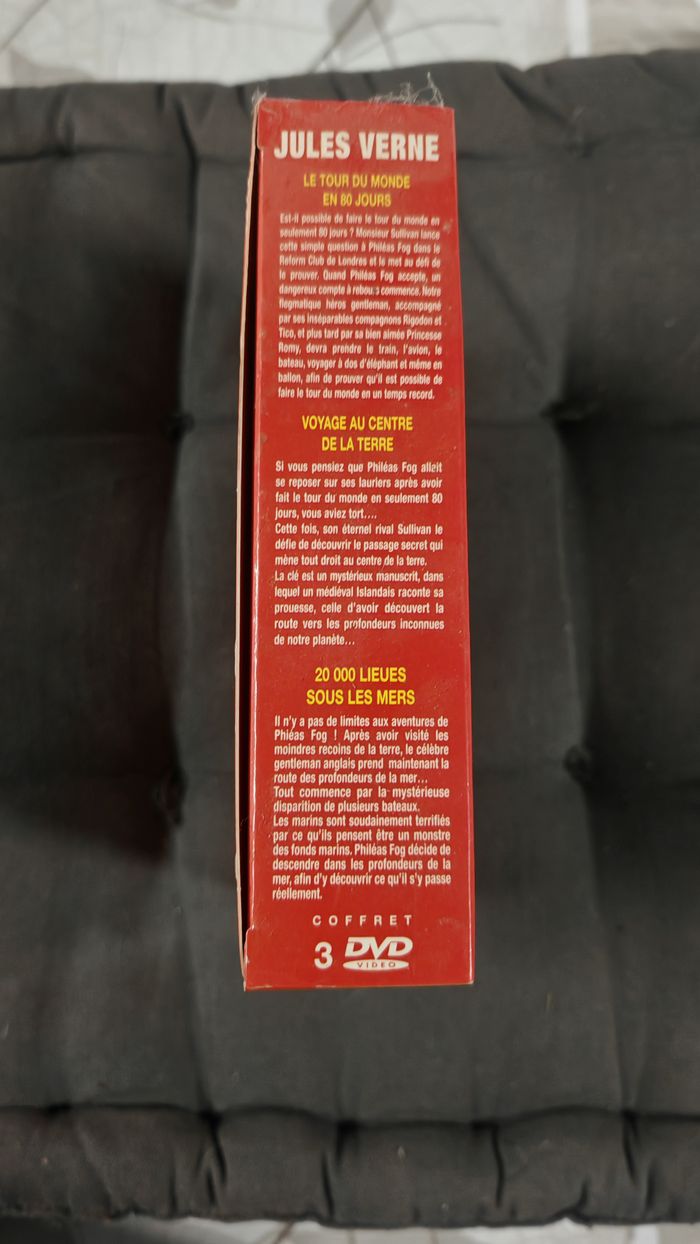 JULES VERNE
LE TOUR DU MONDE
EN 80 JOURS
Est-il possible de faire le tour du monde en
seulement 80 jours ? Monsieur Sullivan lance
cette simple question à Philéas Fog dans le
Reform Club de Londres et le met au défi de
le prouver. Quand Philéas Fog accepte, un
dangereux compte à rebours commence. Notre
flegmatique héros gentleman, accompagné
par ses inséparables compagnons Rigodon et
Tico, et plus tard par sa bien aimée Princesse
Romy, devra prendre le train, l'avion, le
bateau, voyager à dos d'éléphant et même en
ballon, afin de prouver qu'il est possible de
faire le tour du monde en un temps record.
VOYAGE AU CENTRE
DE LA TERRE
Si vous pensiez que Philéas Fog allait
se reposer sur ses lauriers après avoir
fait le tour du monde en seulement 80
jours, vous aviez tort....
Cette fois, son éternel rival Sullivan le
défie de découvrir le passage secret qui
mène tout droit au centre de la terre.
La clé est un mystérieux manuscrit, dans
lequel un médiéval Islandais raconte sa
prouesse, celle d'avoir découvert la
route vers les profondeurs inconnues
de notre planète...
20 000 LIEUES
SOUS LES MERS
Il n'y a pas de limites aux aventures de
Phiéas Fog ! Après avoir visité les
moindres recoins de la terre, le célèbre
gentleman anglais prend maintenant la
route des profondeurs de la mer...
Tout commence par la mystérieuse
disparition de plusieurs bateaux.
Les marins sont soudainement terrifiés
par ce qu'ils pensent être un monstre
des fonds marins. Philéas Fog décide de
descendre dans les profondeurs de la
mer, afin d'y découvrir ce qu'il s'y passe
réellement.
COFFRET
3 DVD
VIDEO